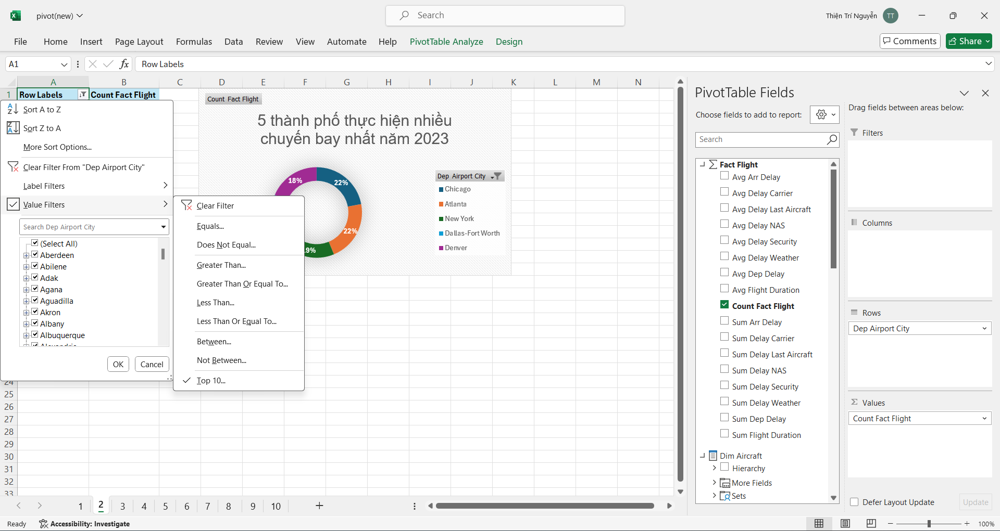 pivot(new)
Search
Thiện Trí Nguyễn
TT
File
Home
Insert
Page Layout
Formulas
Data
Review
View
Automate
Help
PivotTable Analyze
Design
Comments
Share
A1
fx
Row Labels
A B C D E F G H I J K L M N
1
Row Labels
Count Fact Flight
Sort A to Z
Sort Z to A
More Sort Options...
Clear Filter From "Dep Airport City"
Label Filters
Value Filters
Search Dep Airport City
(Select All)
Aberdeen
Abilene
Adak
Agana
Aguadilla
Akron
Albany
Albuquerque
OK
Cancel
Clear Filter
Equals...
Does Not Equal...
Greater Than...
Greater Than Or Equal To...
Less Than...
Less Than Or Equal To...
Between...
Not Between...
Top 10...
Count Fact Flight
5 thành phố thực hiện nhiều
chuyến bay nhất năm 2023
18%
22%
22%
Dep Airport City
Chicago
Atlanta
New York
Dallas-Fort Worth
Denver
24
25
26
27
28
29
30
31
32
33
1
2
3
4
5
6
7
8
9
10
Ready
Accessibility: Investigate
PivotTable Fields
Choose fields to add to report:
Search
Fact Flight
Avg Arr Delay
Avg Delay Carrier
Avg Delay Last Aircraft
Avg Delay NAS
Avg Delay Security
Avg Delay Weather
Avg Dep Delay
Avg Flight Duration
Count Fact Flight
Sum Arr Delay
Sum Delay Carrier
Sum Delay Last Aircraft
Sum Delay NAS
Sum Delay Security
Sum Delay Weather
Sum Dep Delay
Sum Flight Duration
Dim Aircraft
Hierarchy
More Fields
Sets
Drag fields between areas below:
Filters
Columns
Rows
Dep Airport City
Values
Count Fact Flight
Defer Layout Update
Update
100%